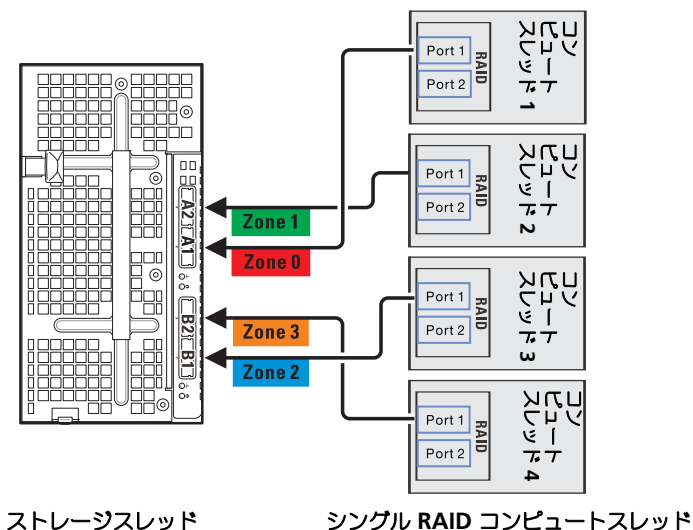 Port 1
Port 2
RAID
コン
ピュート
スレッド 1
Port 1
Port 2
RAID
コン
ピュート
スレッド 2
A2
A1
Zone 1
Zone 0
Port 1
Port 2
RAID
コン
ピュート
スレッド 3
B2
B1
Zone 3
Zone 2
Port 1
Port 2
RAID
コン
ピュート
スレッド 4
ストレージスレッド
シングル RAID コンピュートスレッド